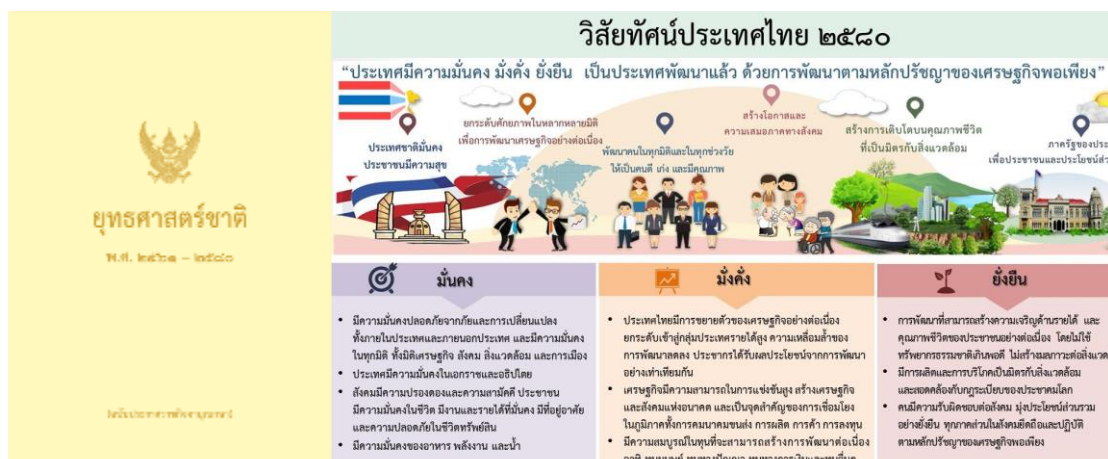 ยุทธศาสตร์ชาติ
พ.ศ. ๒๕๖๑ – ๒๕๘๐
วิสัยทัศน์ประเทศไทย ๒๕๘๐
“ประเทศมีความมั่นคง มั่งคั่ง ยั่งยืน เป็นประเทศพัฒนาแล้ว ด้วยการพัฒนาตามหลักปรัชญาของเศรษฐกิจพอเพียง”
ประเทศชาติมั่นคง
ประชาชนมีความสุข
ยกระดับศักยภาพในหลากหลายมิติ
เพื่อการพัฒนาเศรษฐกิจอย่างต่อเนื่อง
พัฒนาคนในทุกมิติและในทุกช่วงวัย
ให้เป็นคนดี เก่ง และมีคุณภาพ
สร้างโอกาสและ
ความเสมอภาคทางสังคม
สร้างการเติบโตบนคุณภาพชีวิต
ที่เป็นมิตรกับสิ่งแวดล้อม
ภาครัฐของประ
เพื่อประชาชนและประโยชน์ส่ว
มั่นคง
• มีความมั่นคงปลอดภัยจากภัยและการเปลี่ยนแปลง
ทั้งภายในประเทศและภายนอกประเทศ และมีความมั่นคง
ในทุกมิติ ทั้งมิติเศรษฐกิจ สังคม สิ่งแวดล้อม และการเมือง
• ประเทศมีความมั่นคงในเอกราชและอธิปไตย
• สังคมมีความปรองดองและความสามัคคี ประชาชน
มีความมั่นคงในชีวิต มีงานและรายได้ที่มั่นคง มีที่อยู่อาศัย
และความปลอดภัยในชีวิตทรัพย์สิน
• มีความมั่นคงของอาหาร พลังงาน และน้ำ
มั่งคั่ง
• ประเทศไทยมีการขยายตัวของเศรษฐกิจอย่างต่อเนื่อง
ยกระดับเข้าสู่กลุ่มประเทศรายได้สูง ความเหลื่อมล้ำของ
การพัฒนาลดลง ประชากรได้รับผลประโยชน์จากการพัฒนา
อย่างเท่าเทียมกัน
• เศรษฐกิจมีความสามารถในการแข่งขันสูง สร้างเศรษฐกิจ
และสังคมแห่งอนาคต และเป็นจุดสำคัญของการเชื่อมโยง
ในภูมิภาคทั้งการคมนาคมขนส่ง การผลิต การค้า การลงทุน
• มีความสมบูรณ์ในทุนที่จะสามารถสร้างการพัฒนาต่อเนื่อง
ยั่งยืน
• การพัฒนาที่สามารถสร้างความเจริญด้านรายได้ และ
คุณภาพชีวิตของประชาชนอย่างต่อเนื่อง โดยไม่ใช้
ทรัพยากรธรรมชาติเกินพอดี ไม่สร้างมลภาวะต่อสิ่งแวด
• มีการผลิตและการบริโภคเป็นมิตรกับสิ่งแวดล้อม
และสอดคล้องกับกฎระเบียบของประชาคมโลก
• คนมีความรับผิดชอบต่อสังคม มุ่งประโยชน์ส่วนรวม
อย่างยั่งยืน ทุกภาคส่วนในสังคมยึดถือและปฏิบัติ
ตามหลักปรัชญาของเศรษฐกิจพอเพียง